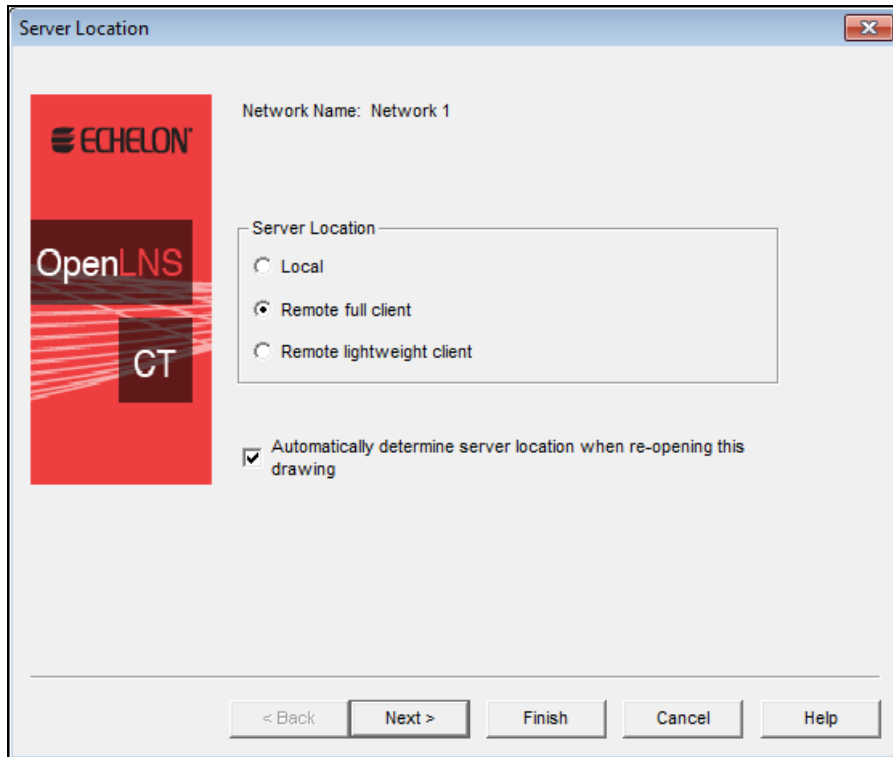 Server Location
ECHELON
OpenLNS
CT
Network Name: Network 1
Server Location
Local
Remote full client
Remote lightweight client
Automatically determine server location when re-opening this
drawing
< Back
Next >
Finish
Cancel
Help